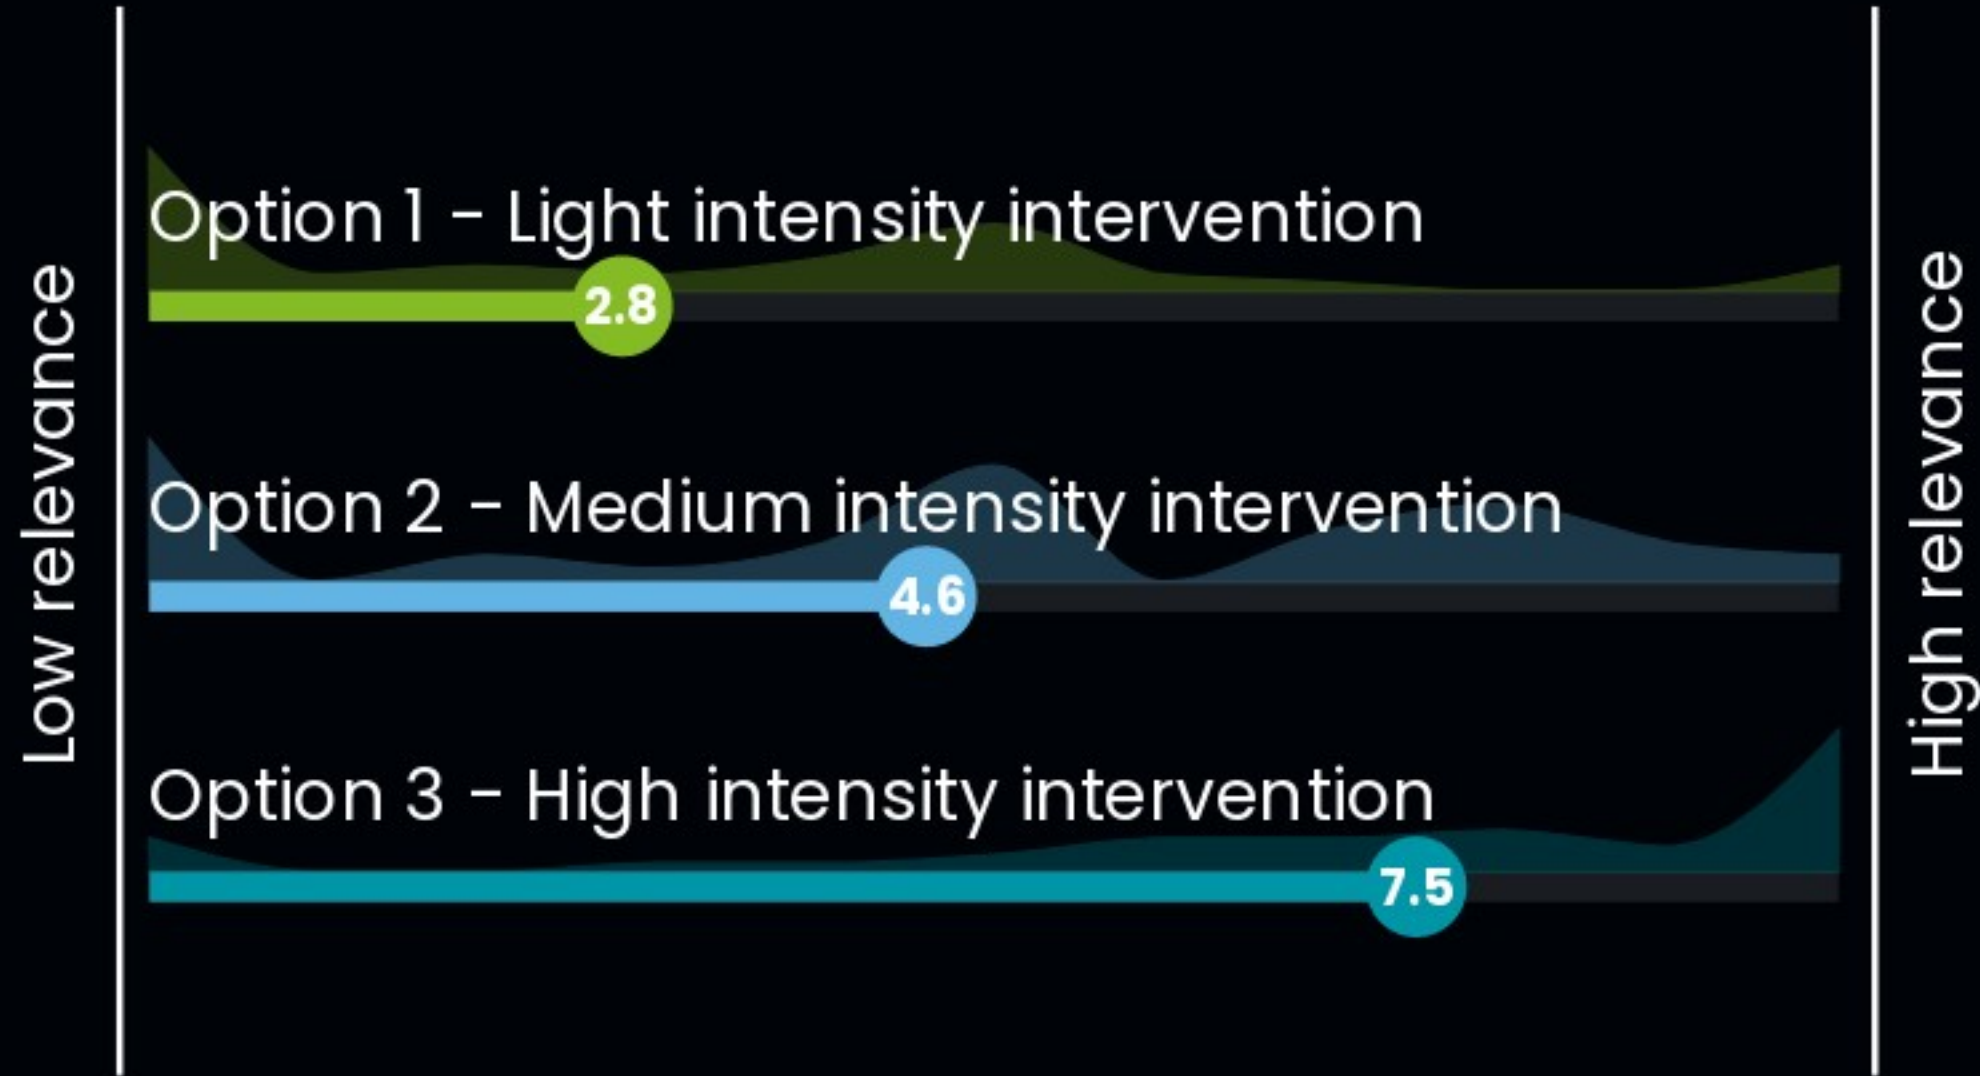 Low relevance
Option 1 - Light intensity intervention
2.8
Option 2 - Medium intensity intervention
4.6
Option 3 - High intensity intervention
7.5
High relevance